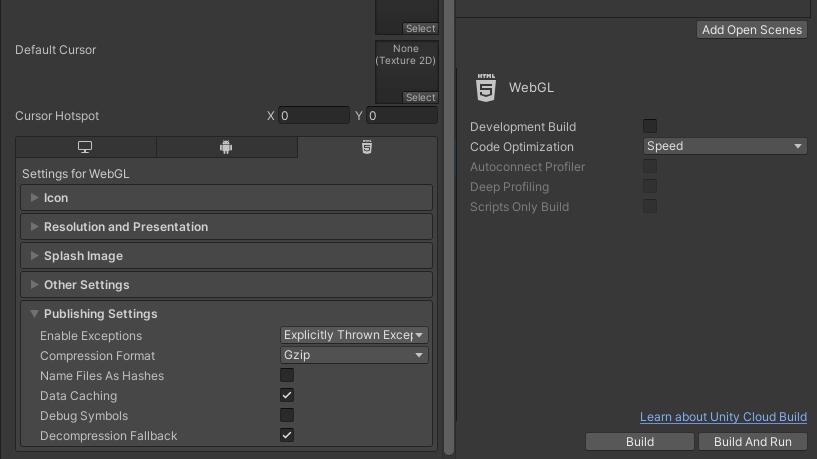 Select
Default Cursor
None
(Texture 2D)
Select
Cursor Hotspot X 0 Y 0
Settings for WebGL
Icon
Resolution and Presentation
Splash Image
Other Settings
Publishing Settings
Enable Exceptions Explicitly Thrown Excep
Compression Format Gzip
Name Files As Hashes
Data Caching
Debug Symbols
Decompression Fallback
Add Open Scenes
HTML
5
WebGL
Development Build
Code Optimization Speed
Autoconnect Profiler
Deep Profiling
Scripts Only Build
Learn about Unity Cloud Build
Build Build And Run